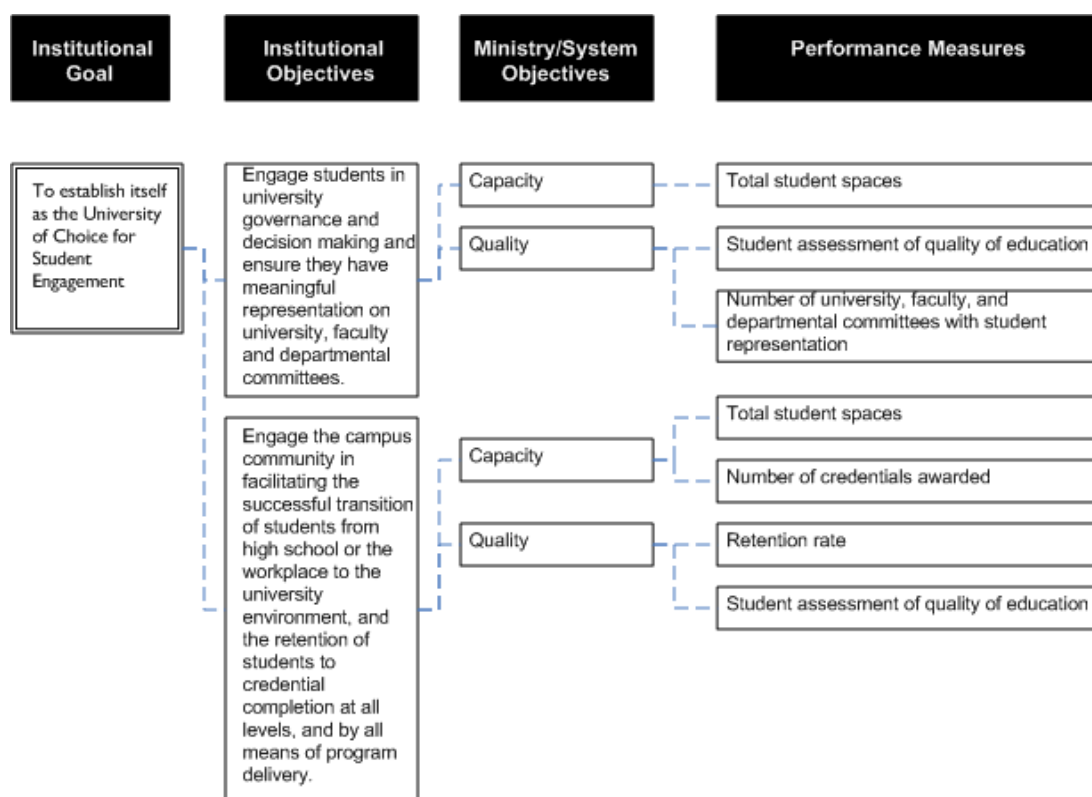 Institutional
Goal
Institutional
Objectives
Ministry/System
Objectives
Performance Measures
To establish itself
as the University
of Choice for
Student
Engagement
Engage students in
university
governance and
decision making and
ensure they have
meaningful
representation on
university, faculty
and departmental
committees.
Capacity
Total student spaces
Quality
Student assessment of quality of education
Number of university, faculty, and
departmental committees with student
representation
Engage the campus
community in
facilitating the
successful transition
of students from
high school or the
workplace to the
university
environment, and
the retention of
students to
credential
completion at all
levels, and by all
means of program
delivery.
Capacity
Total student spaces
Number of credentials awarded
Quality
Retention rate
Student assessment of quality of education